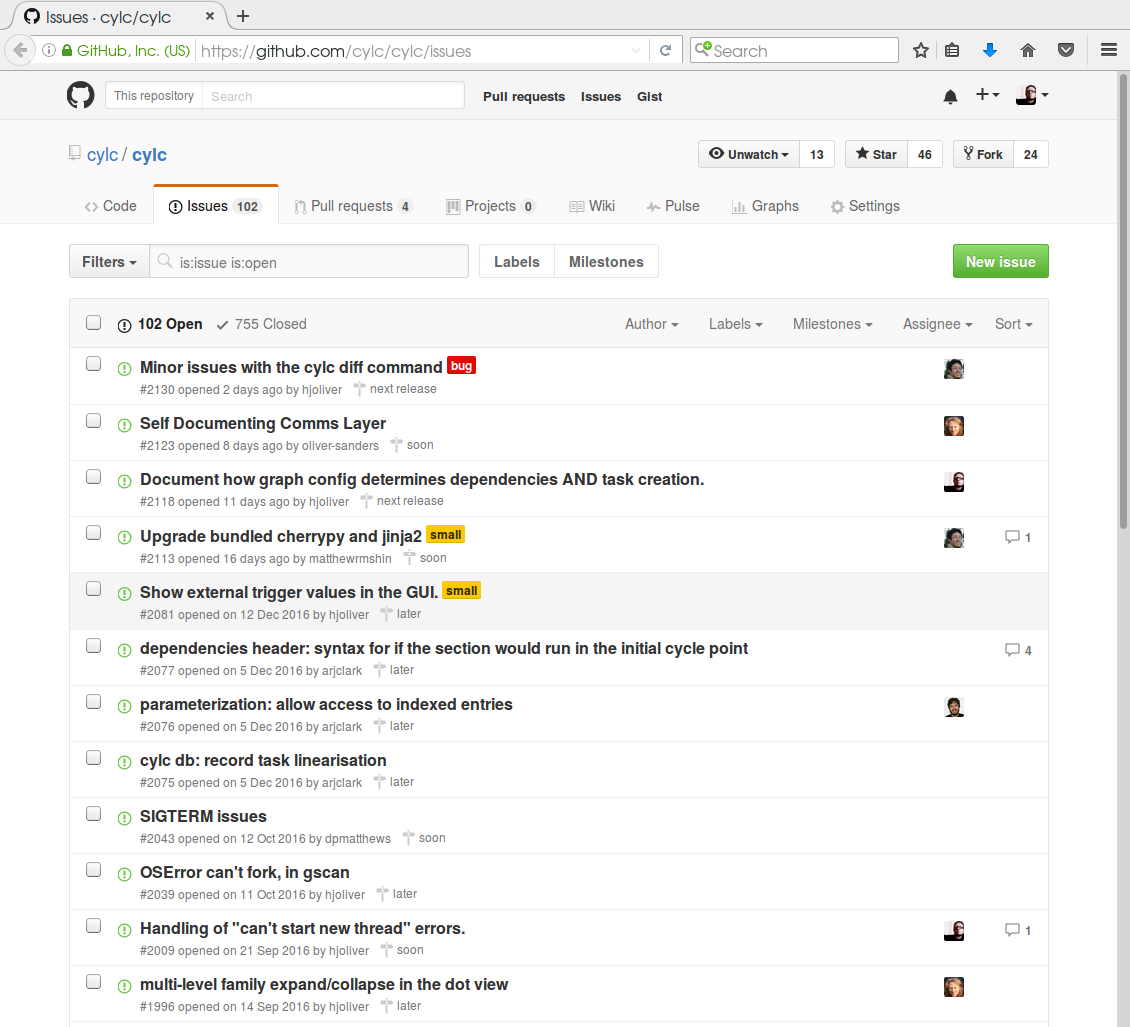 Issues · cylc/cylc
GitHub, Inc. (US) https://github.com/cylc/cylc/issues Search
This repository Search Pull requests Issues Gist
cylc / cylc Unwatch 13 Star 46 Fork 24
Code Issues 102 Pull requests 4 Projects 0 Wiki Pulse Graphs Settings
Filters is:issue is:open Labels Milestones New issue
102 Open 755 Closed Author Labels Milestones Assignee Sort
Minor issues with the cylc diff command bug
#2130 opened 2 days ago by hjoliver next release
Self Documenting Comms Layer
#2123 opened 8 days ago by oliver-sanders soon
Document how graph config determines dependencies AND task creation.
#2118 opened 11 days ago by hjoliver next release
Upgrade bundled cherrypy and jinja2 small 1
#2113 opened 16 days ago by matthewrmshin soon
Show external trigger values in the GUI. small
#2081 opened on 12 Dec 2016 by hjoliver later
dependencies header: syntax for if the section would run in the initial cycle point 4
#2077 opened on 5 Dec 2016 by arjclark later
parameterization: allow access to indexed entries
#2076 opened on 5 Dec 2016 by arjclark later
cylc db: record task linearisation
#2075 opened on 5 Dec 2016 by arjclark later
SIGTERM issues
#2043 opened on 12 Oct 2016 by dpmatthews soon
OSError can't fork, in gscan
#2039 opened on 11 Oct 2016 by hjoliver later
Handling of "can't start new thread" errors. 1
#2009 opened on 21 Sep 2016 by hjoliver soon
multi-level family expand/collapse in the dot view
#1996 opened on 14 Sep 2016 by hjoliver later